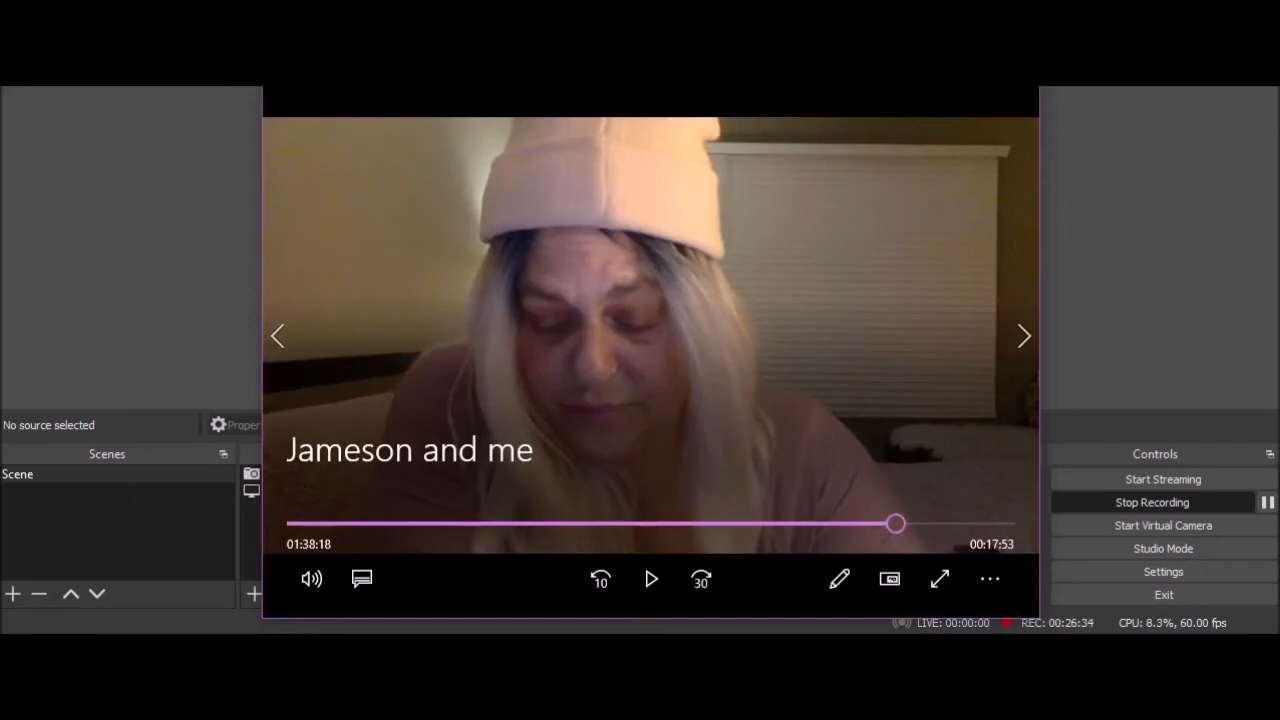 No source selected
Proper
Scenes
Scene
Jameson and me
01:38:18
00:17:53
10
30
Controls
Start Streaming
Stop Recording
Start Virtual Camera
Studio Mode
Settings
Exit
LIVE: 00:00:00
REC: 00:26:34
CPU: 8.3%, 60.00 fps